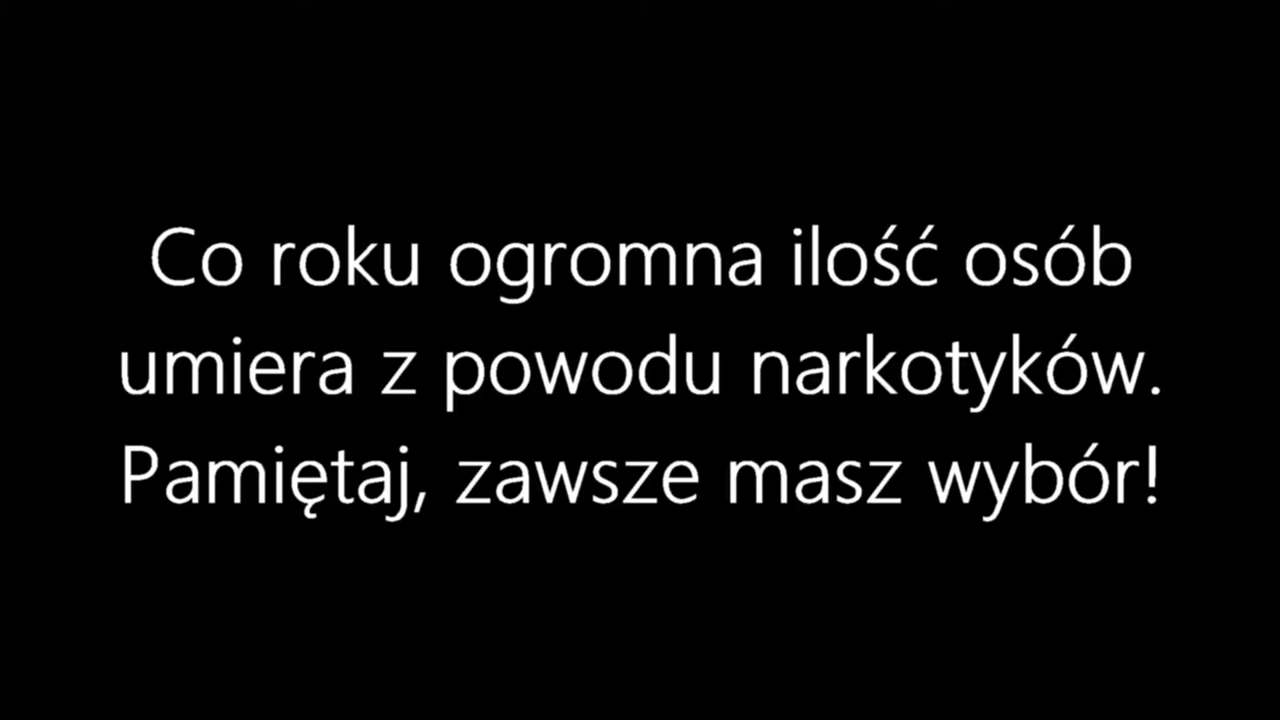 Co roku ogromna ilość osób
umiera z powodu narkotyków.
Pamiętaj, zawsze masz wybór!